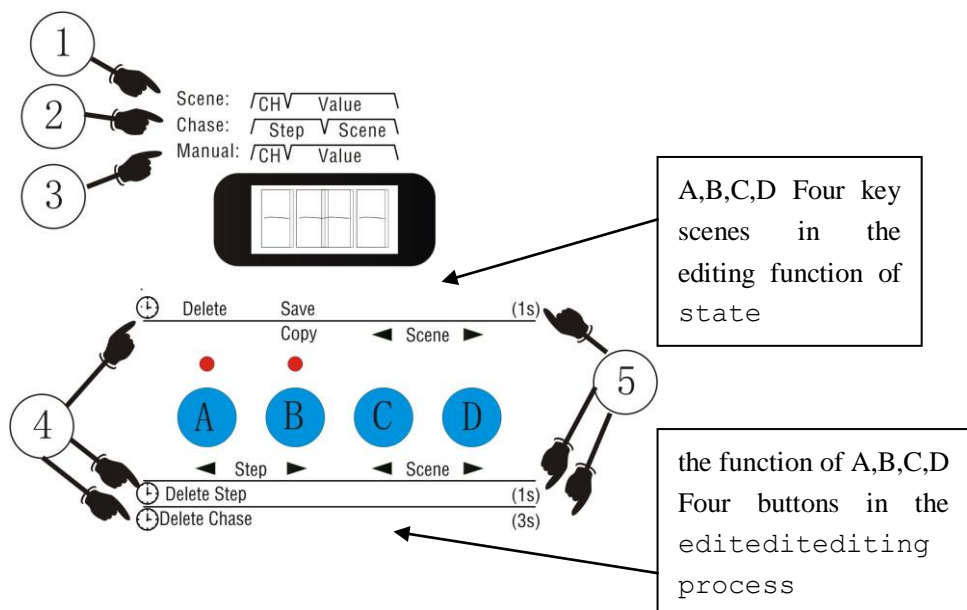 1
Scene: CH Value
2
Chase: Step Scene
Manual: CH Value
3
A,B,C,D Four key
scenes in the
editing function of
state
Delete Save (1s)
Copy ◄ Scene ►
5
A B C D
4
◄ Step ► ◄ Scene ►
Delete Step (1s)
Delete Chase (3s)
the function of A,B,C,D
Four buttons in the
editeditediting
process